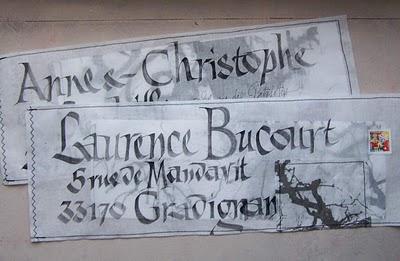 Anne & Christophe
Laurence Bucourt
5 rue de Mandavit
33170 Gradignan